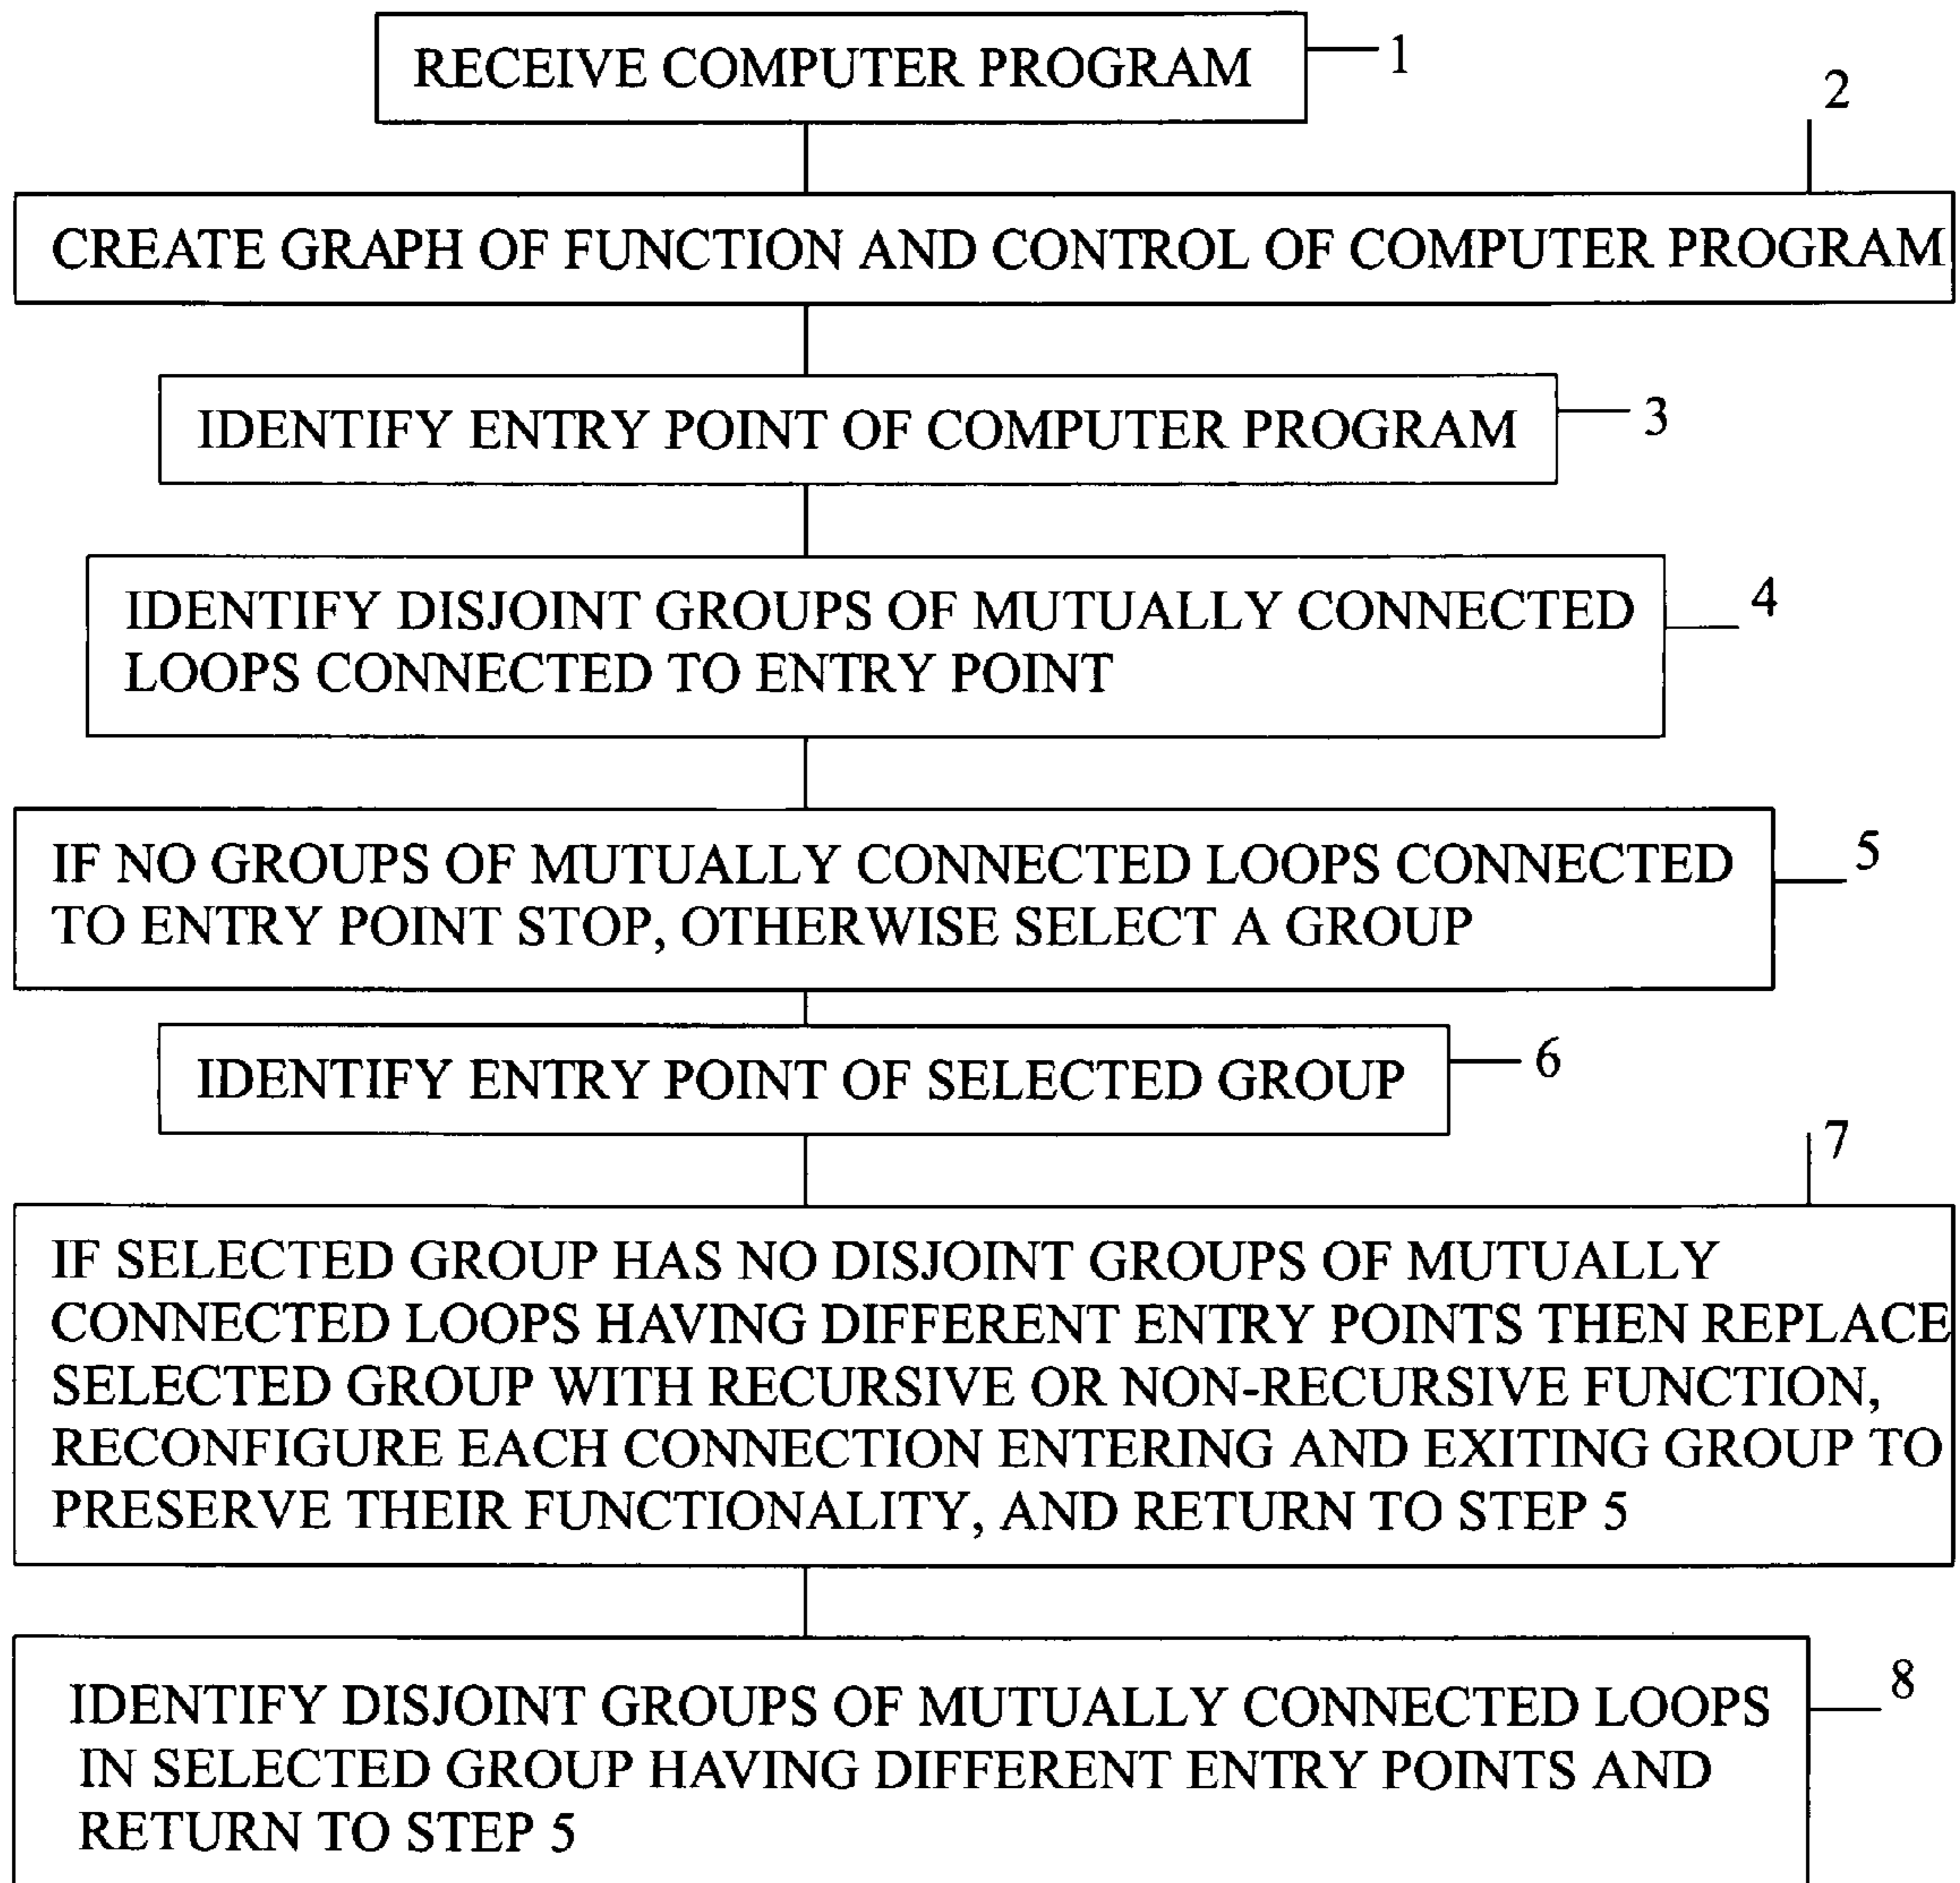 RECEIVE COMPUTER PROGRAM
1
2
CREATE GRAPH OF FUNCTION AND CONTROL OF COMPUTER PROGRAM
IDENTIFY ENTRY POINT OF COMPUTER PROGRAM
3
IDENTIFY DISJOINT GROUPS OF MUTUALLY CONNECTED
4
LOOPS CONNECTED TO ENTRY POINT
IF NO GROUPS OF MUTUALLY CONNECTED LOOPS CONNECTED
5
TO ENTRY POINT STOP, OTHERWISE SELECT A GROUP
IDENTIFY ENTRY POINT OF SELECTED GROUP
6
7
IF SELECTED GROUP HAS NO DISJOINT GROUPS OF MUTUALLY
CONNECTED LOOPS HAVING DIFFERENT ENTRY POINTS THEN REPLACE
SELECTED GROUP WITH RECURSIVE OR NON-RECURSIVE FUNCTION,
RECONFIGURE EACH CONNECTION ENTERING AND EXITING GROUP TO
PRESERVE THEIR FUNCTIONALITY, AND RETURN TO STEP 5
8
IDENTIFY DISJOINT GROUPS OF MUTUALLY CONNECTED LOOPS
IN SELECTED GROUP HAVING DIFFERENT ENTRY POINTS AND
RETURN TO STEP 5